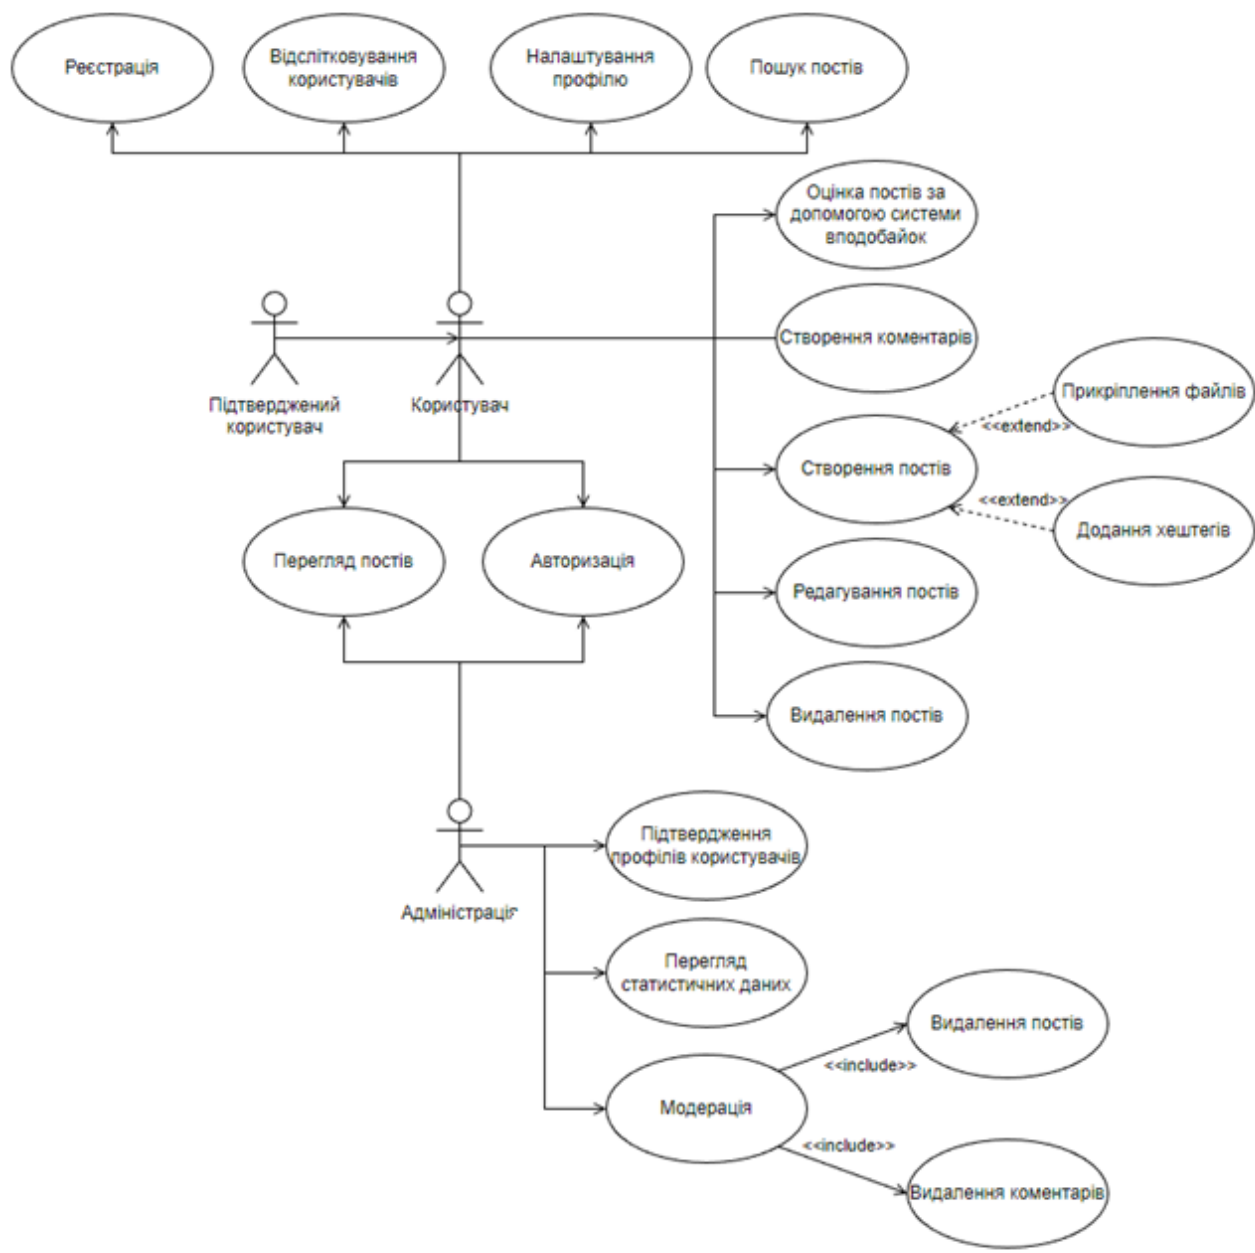 Реєстрація
Відслітковування
користувачів
Налаштування
профілю
Пошук постів
Оцінка постів за
допомогою системи
вподобайок
Створення коментарів
Підтверджений
користувач
Користувач
Прикріплення файлів
<<extend>>
Створення постів
<<extend>>
Додання хештегів
Перегляд постів
Авторизація
Редагування постів
Видалення постів
Підтвердження
профілів користувачів
Адміністрація
Перегляд
статистичних даних
Видалення постів
<<include>>
Модерація
<<include>>
Видалення коментарів